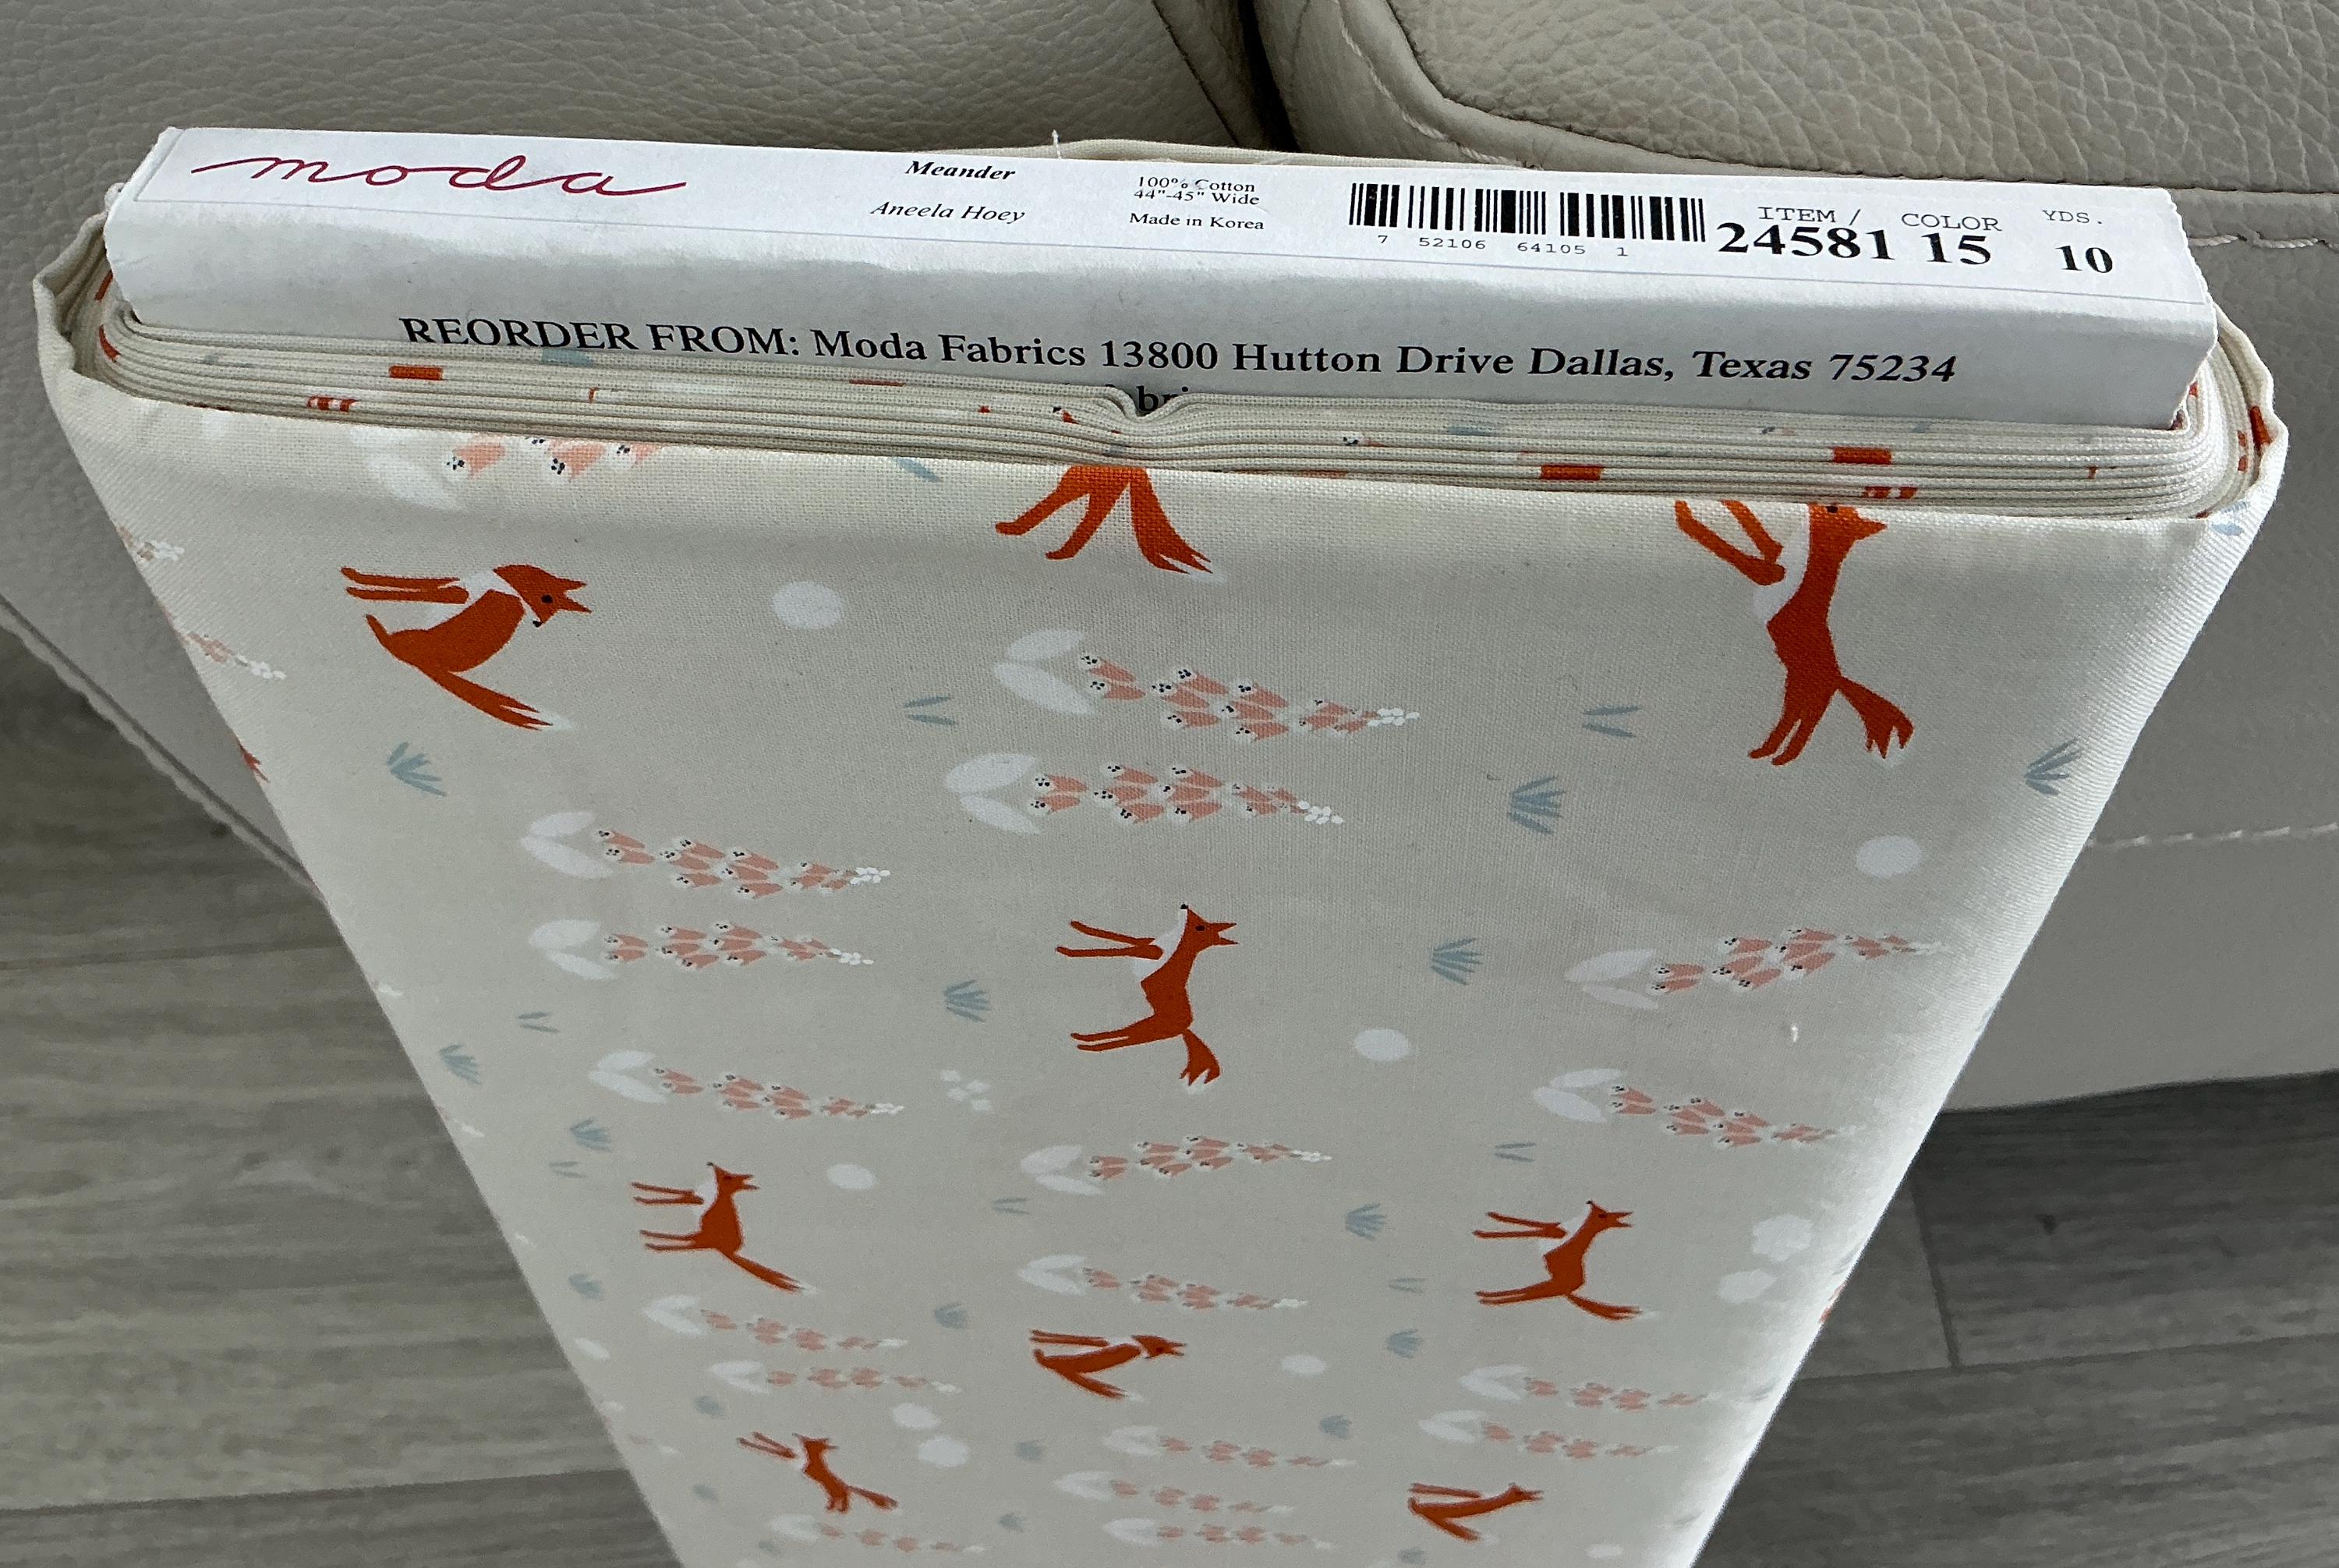 moda
Meander
Aneela Hoey
100% Cotton
44"-45" Wide
Made in Korea
7 52106 64105 1
ITEM / COLOR
24581 15
YDS.
10
REORDER FROM: Moda Fabrics 13800 Hutton Drive Dallas, Texas 75234